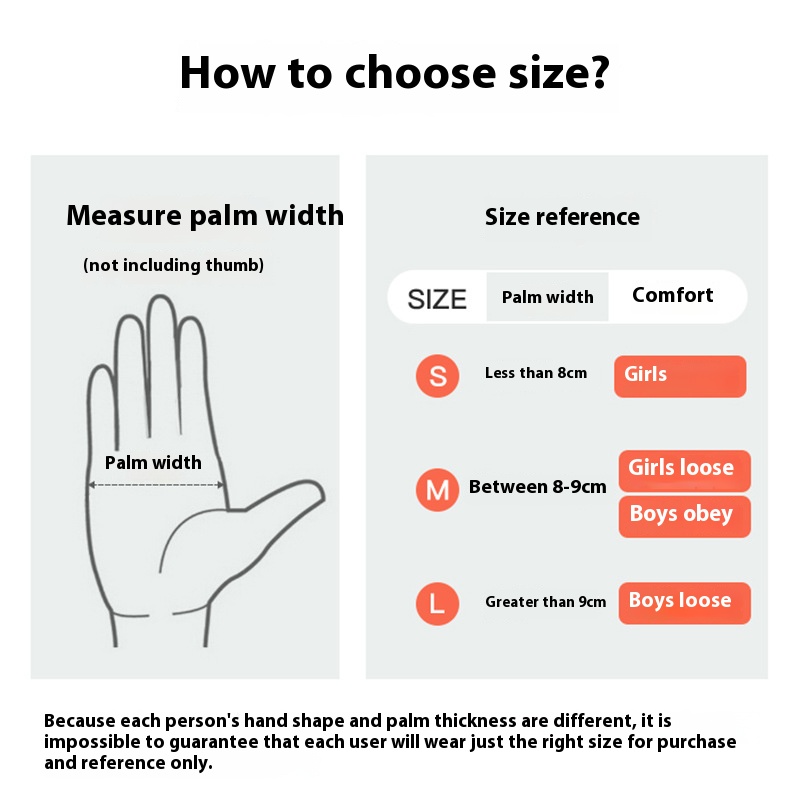 How to choose size?
Measure palm width
(not including thumb)
Palm width
Size reference
SIZE Palm width Comfort
S Less than 8cm Girls
M Between 8-9cm Girls loose
Boys obey
L Greater than 9cm Boys loose
Because each person's hand shape and palm thickness are different, it is
impossible to guarantee that each user will wear just the right size for purchase
and reference only.